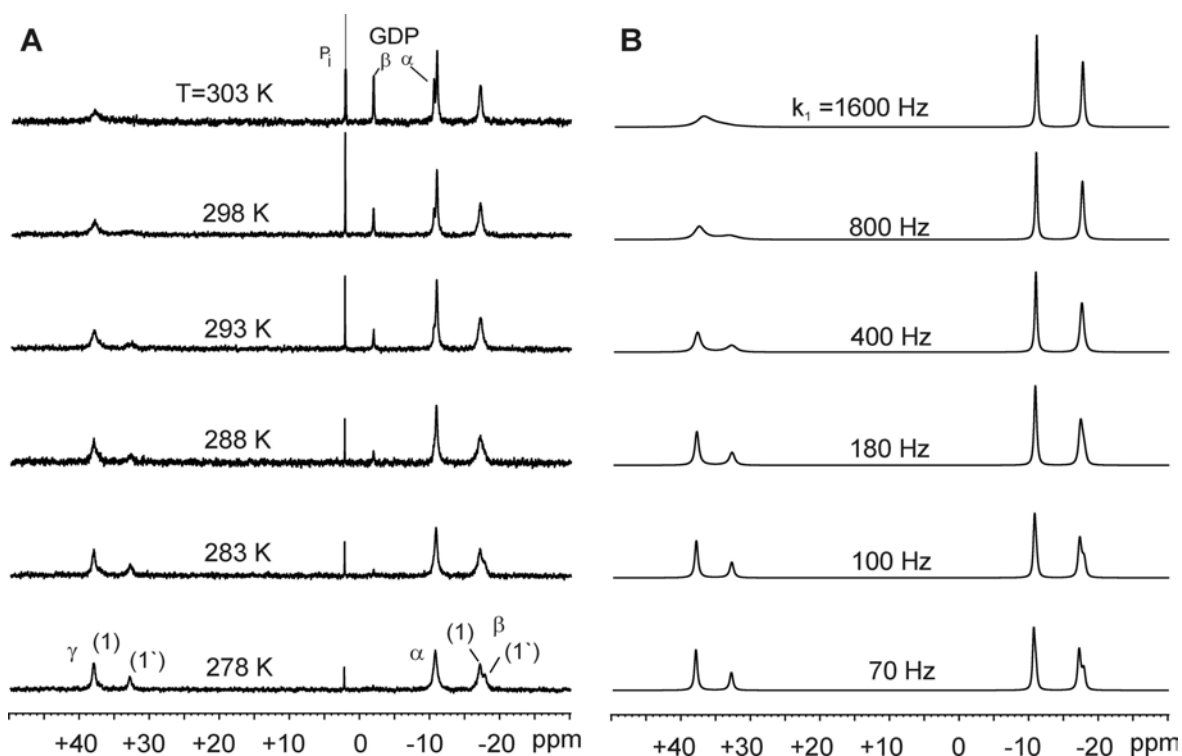 A
P i
GDP
β α
T=303 K
298 K
293 K
288 K
283 K
γ (1) (1`) 278 K α (1) β (1`)
+40 +30 +20 +10 0 -10 -20 ppm
B
k₁ =1600 Hz
800 Hz
400 Hz
180 Hz
100 Hz
70 Hz
+40 +30 +20 +10 0 -10 -20 ppm